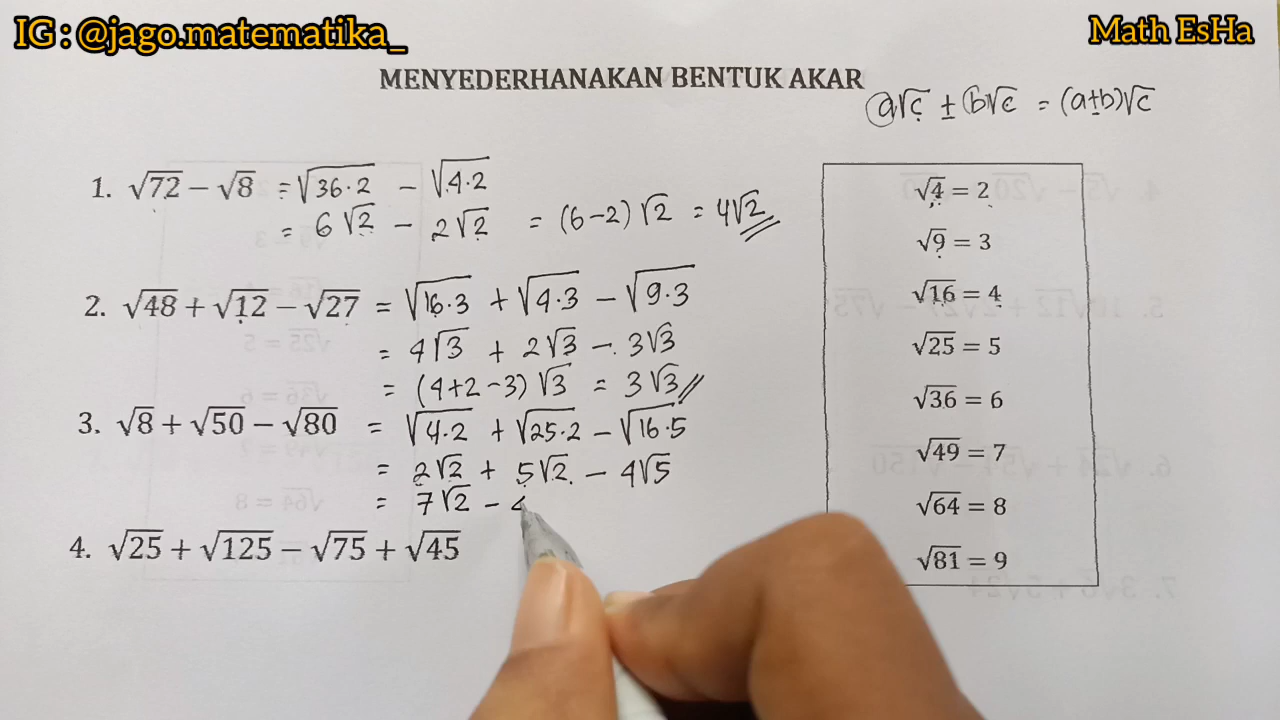 IG : @jago.matematika_
Math EsHa
MENYEDERHANAKAN BENTUK AKAR
a√c ± b√c = (a±b)√c
1. √72 − √8 = √36·2 − √4·2
= 6√2 − 2√2 = (6−2)√2 = 4√2
2. √48 + √12 − √27 = √16·3 + √4·3 − √9·3
= 4√3 + 2√3 − 3√3
= (4+2−3)√3 = 3√3
3. √8 + √50 − √80 = √4·2 + √25·2 − √16·5
= 2√2 + 5√2 − 4√5
= 7√2 − 4
4. √25 + √125 − √75 + √45
√4 = 2
√9 = 3
√16 = 4
√25 = 5
√36 = 6
√49 = 7
√64 = 8
√81 = 9